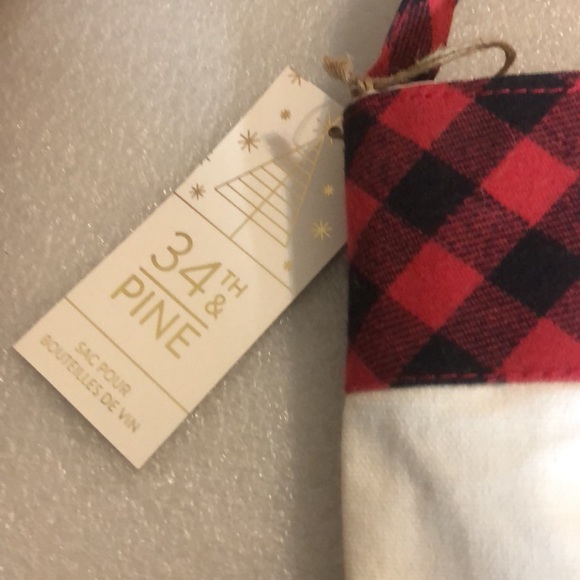 34TH
&
PINE
SAC POUR
BOUTEILLES DE VIN